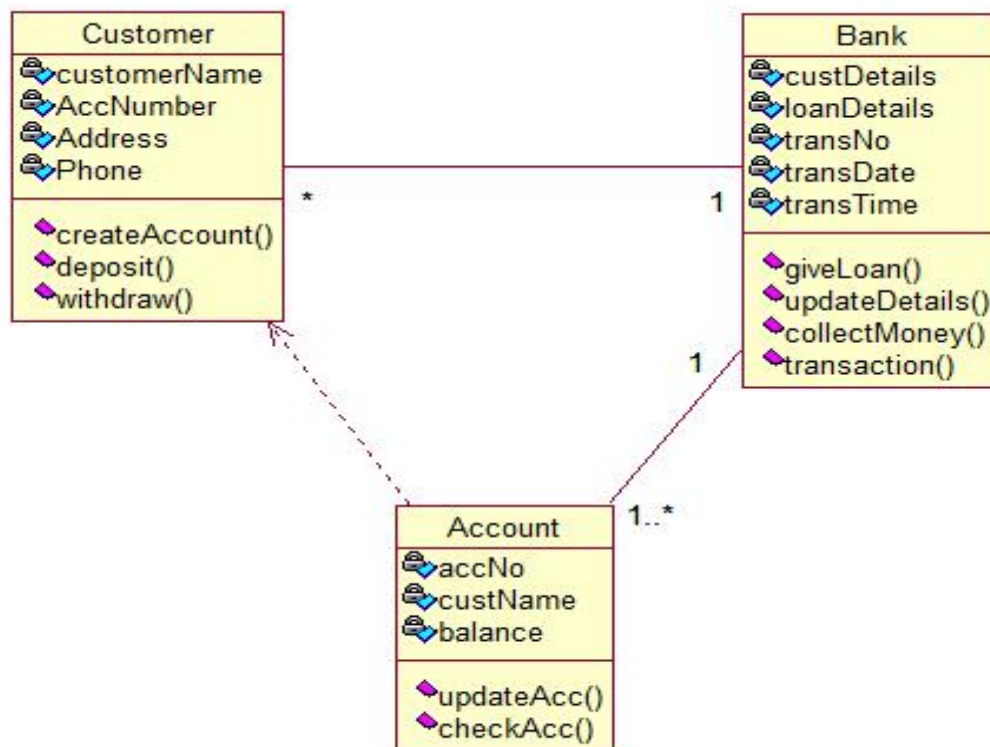 Customer
customerName
AccNumber
Address
Phone
createAccount()
deposit()
withdraw()
*
1
Bank
custDetails
loanDetails
transNo
transDate
transTime
giveLoan()
updateDetails()
collectMoney()
transaction()
1
1..*
Account
accNo
custName
balance
updateAcc()
checkAcc()